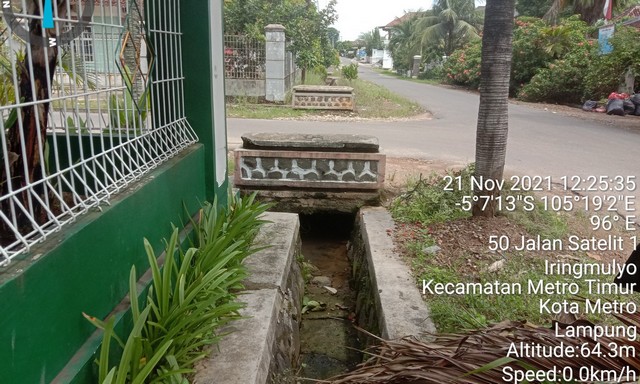 21 Nov 2021 12:25:35
-5°7'13"S 105°19'2"E
96° E
50 Jalan Satelit 1
Iringmulyo
Kecamatan Metro Timur
Kota Metro
Lampung
Altitude:64.3m
Speed:0.0km/h